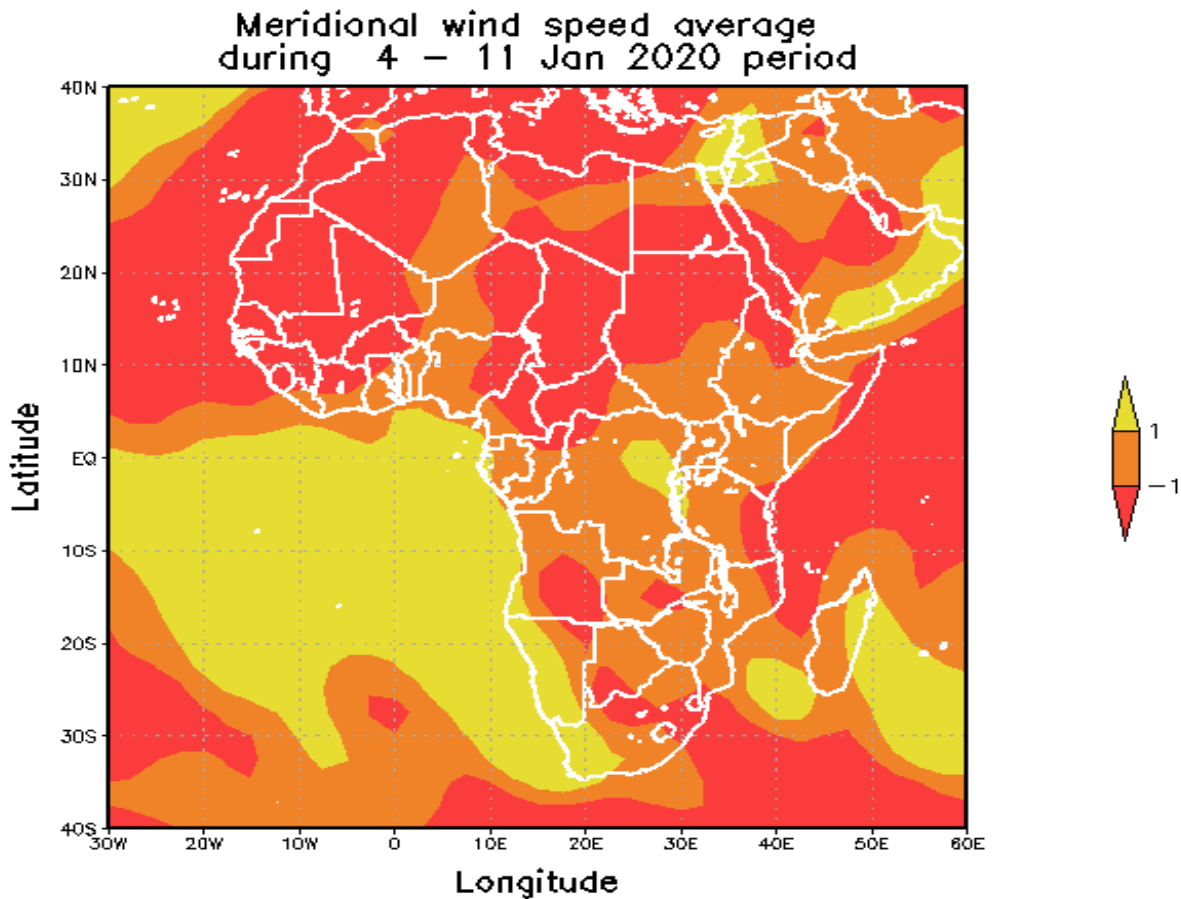 Meridional wind speed average
during 4 – 11 Jan 2020 period
40N
30N
20N
10N
EQ
10S
20S
30S
40S
Latitude
30W 20W 10W 0 10E 20E 30E 40E 50E 60E
Longitude
1
−1